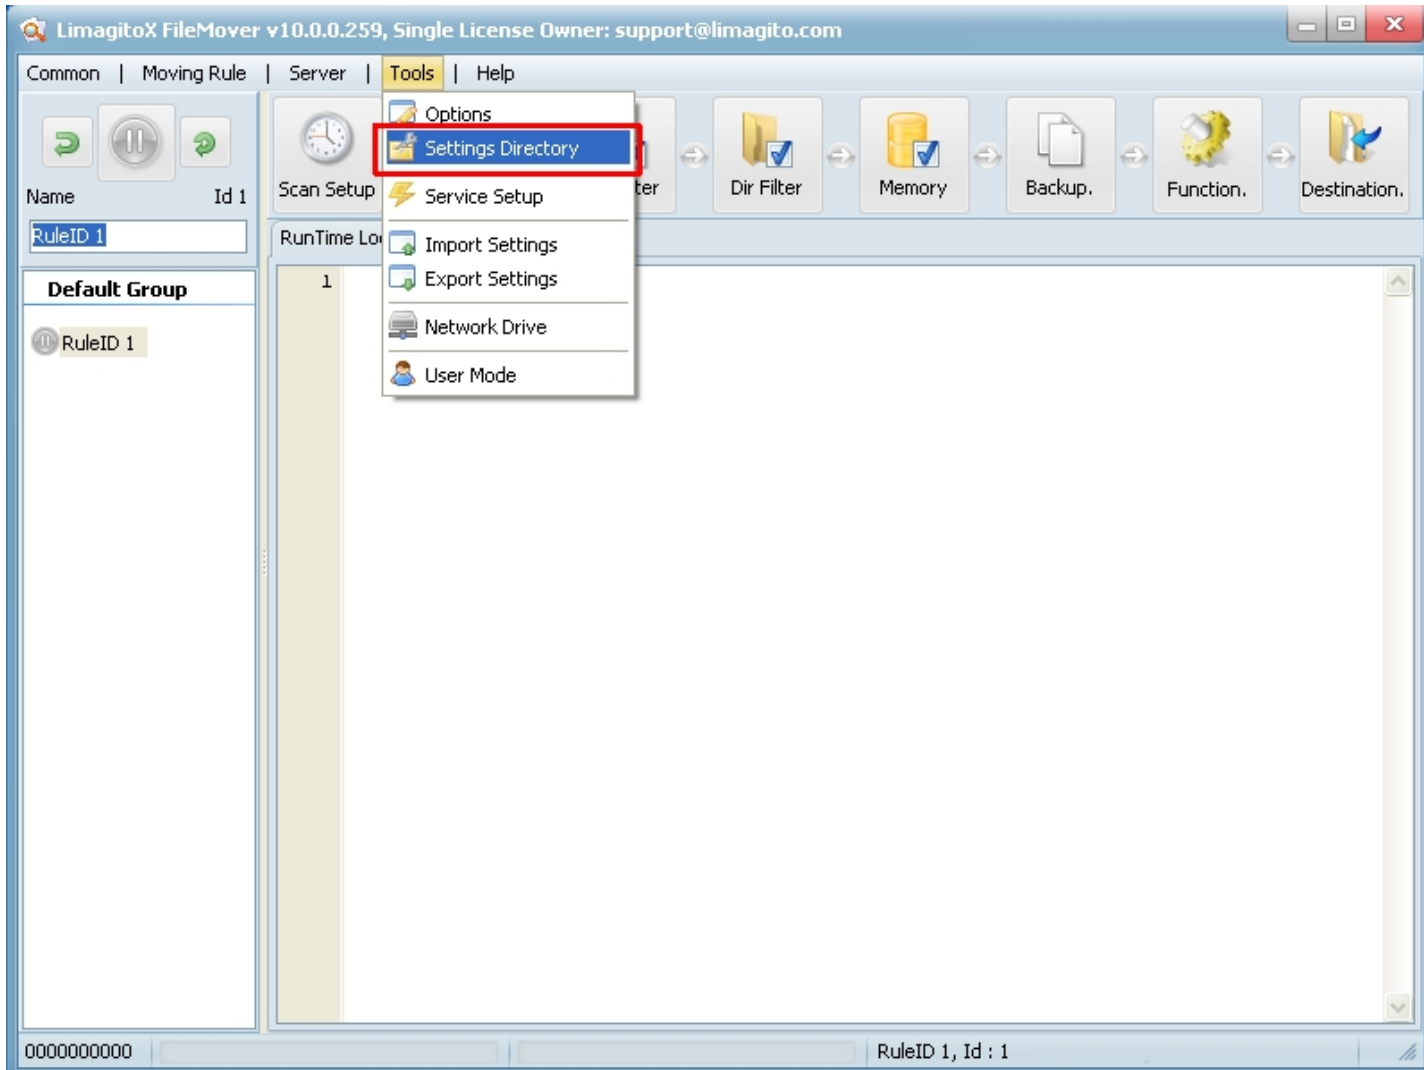 LimagitoX FileMover v10.0.0.259, Single License Owner: support@limagito.com
Common | Moving Rule | Server | Tools | Help
Options
Settings Directory
Service Setup
Import Settings
Export Settings
Network Drive
User Mode
Scan Setup
Dir Filter
Memory
Backup.
Function.
Destination.
Name Id 1
RuleID 1
RunTime
1
Default Group
RuleID 1
0000000000
RuleID 1, Id : 1